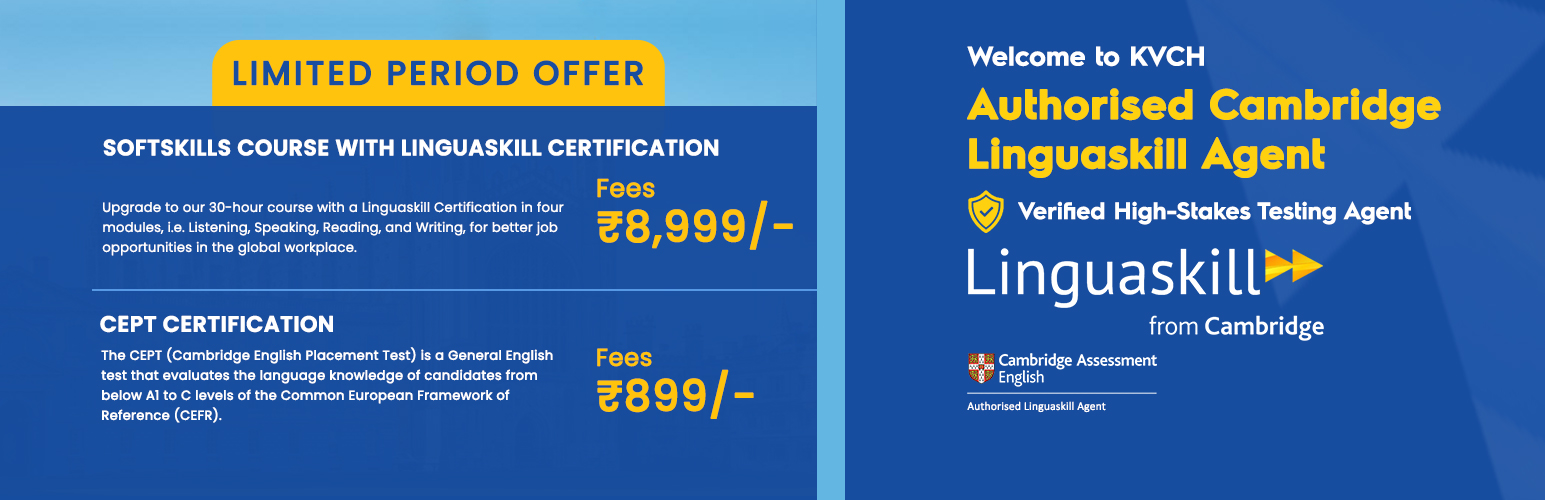 LIMITED PERIOD OFFER
SOFTSKILLS COURSE WITH LINGUASKILL CERTIFICATION
Upgrade to our 30-hour course with a Linguaskill Certification in four
modules, i.e. Listening, Speaking, Reading, and Writing, for better job
opportunities in the global workplace.
Fees
₹8,999/-
CEPT CERTIFICATION
The CEPT (Cambridge English Placement Test) is a General English
test that evaluates the language knowledge of candidates from
below A1 to C levels of the Common European Framework of
Reference (CEFR).
Fees
₹899/-
Welcome to KVCH
Authorised Cambridge
Linguaskill Agent
Verified High-Stakes Testing Agent
Linguaskill
from Cambridge
Cambridge Assessment
English
Authorised Linguaskill Agent